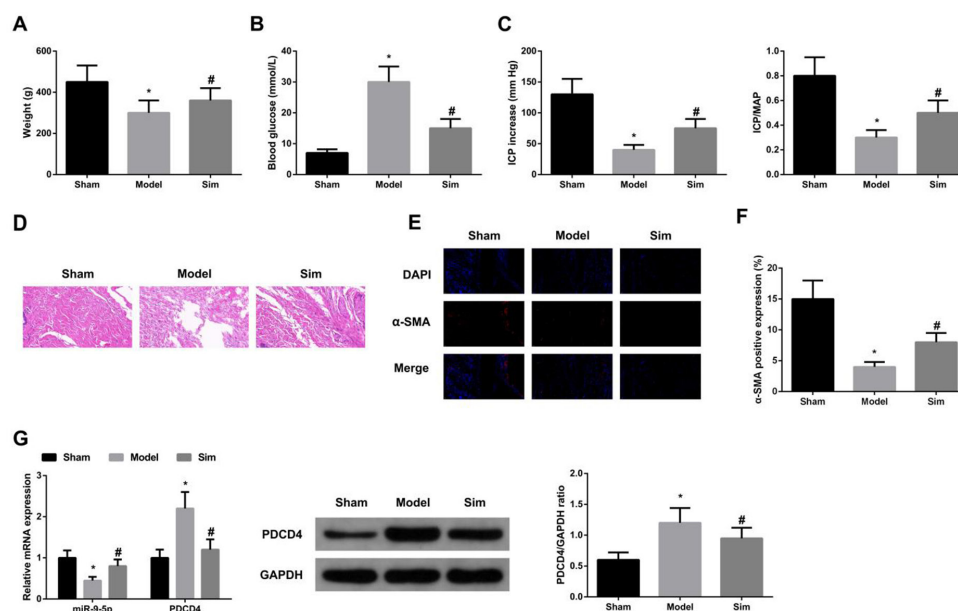 A
Weight (g)
600
400
200
0
Sham Model Sim
*
#
B
Blood glucose (mmol/L)
40
30
20
10
0
Sham Model Sim
*
#
C
ICP increase (mm Hg)
200
150
100
50
0
Sham Model Sim
*
#
ICP/MAP
1.0
0.8
0.6
0.4
0.2
0.0
Sham Model Sim
*
#
D
Sham Model Sim
E
Sham Model Sim
DAPI
α-SMA
Merge
F
α-SMA positive expression (%)
20
15
10
5
0
Sham Model Sim
*
#
G
Sham Model Sim
Relative mRNA expression
3
2
1
0
miR-9-5p PDCD4
*
#
*
#
Sham Model Sim
PDCD4
GAPDH
PDCD4/GAPDH ratio
2.0
1.5
1.0
0.5
0.0
Sham Model Sim
*
#